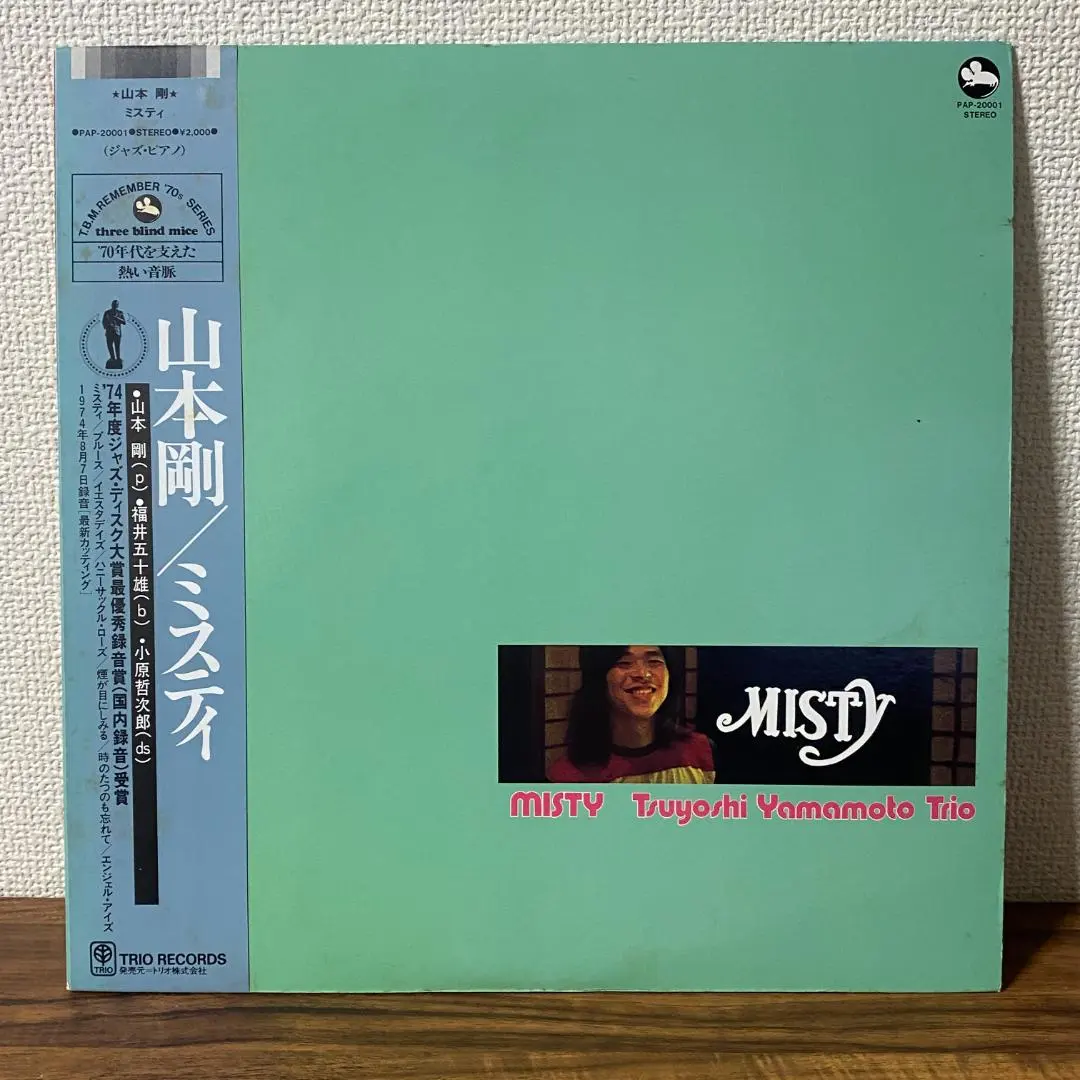 ★山本 剛★
ミスティ
●PAP-20001●STEREO●¥2,000●
(ジャズ・ピアノ)
T.B.M.REMEMBER '70s SERIES
three blind mice
'70年代を支えた
熱い音脈
山本剛/ミスティ
●山本 剛(p)●福井五十雄(b)●小原哲次郎(ds)
'74年度ジャズ・ディスク大賞最優秀録音賞(国内録音)受賞
ミスティ/ブルース/イエスタデイズ/ハニーサックル・ローズ/煙が目にしみる/時のたつのも忘れて/エンジェル・アイズ
1974年8月7日録音[最新カッティング]
TRIO
TRIO RECORDS
発売元=トリオ株式会社
PAP-20001
STEREO
MISTY
MISTY Tsuyoshi Yamamoto Trio